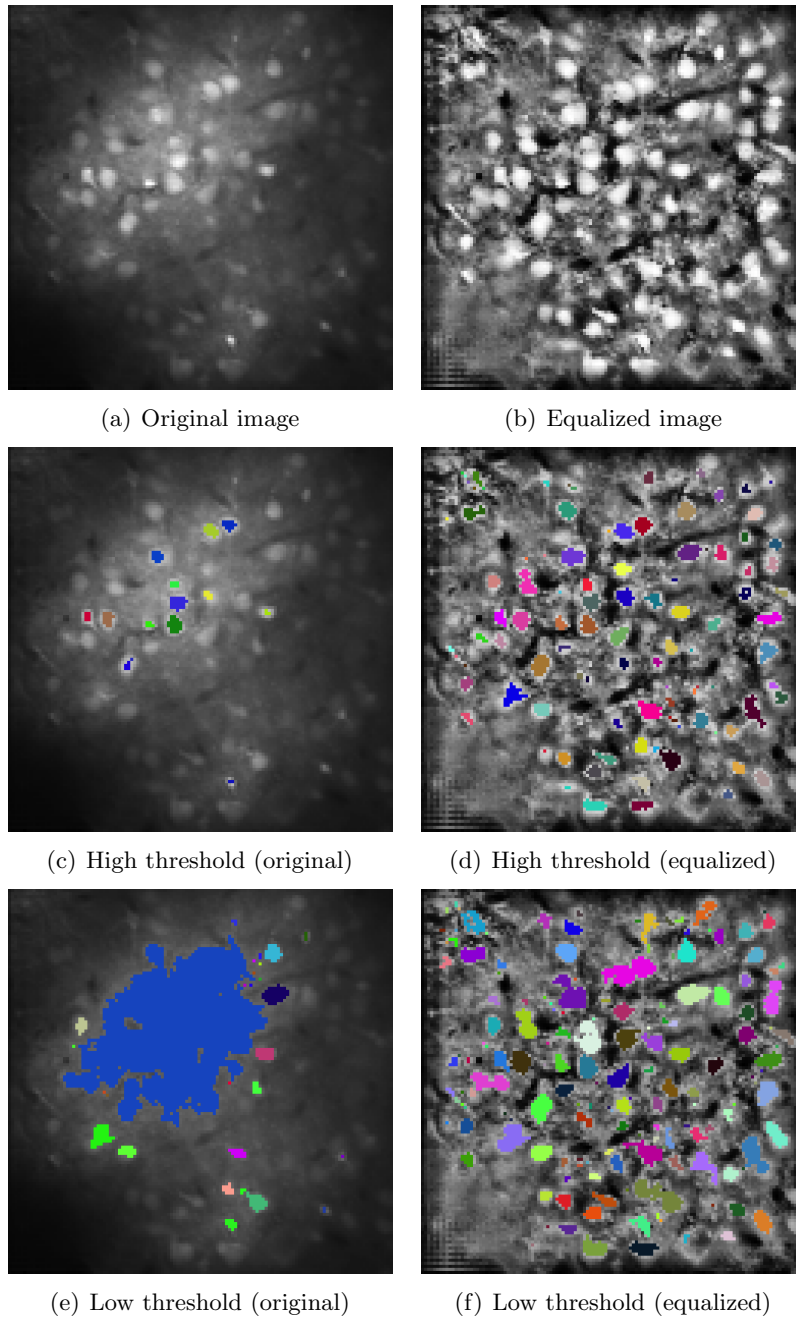 (a) Original image
(b) Equalized image
(c) High threshold (original)
(d) High threshold (equalized)
(e) Low threshold (original)
(f) Low threshold (equalized)